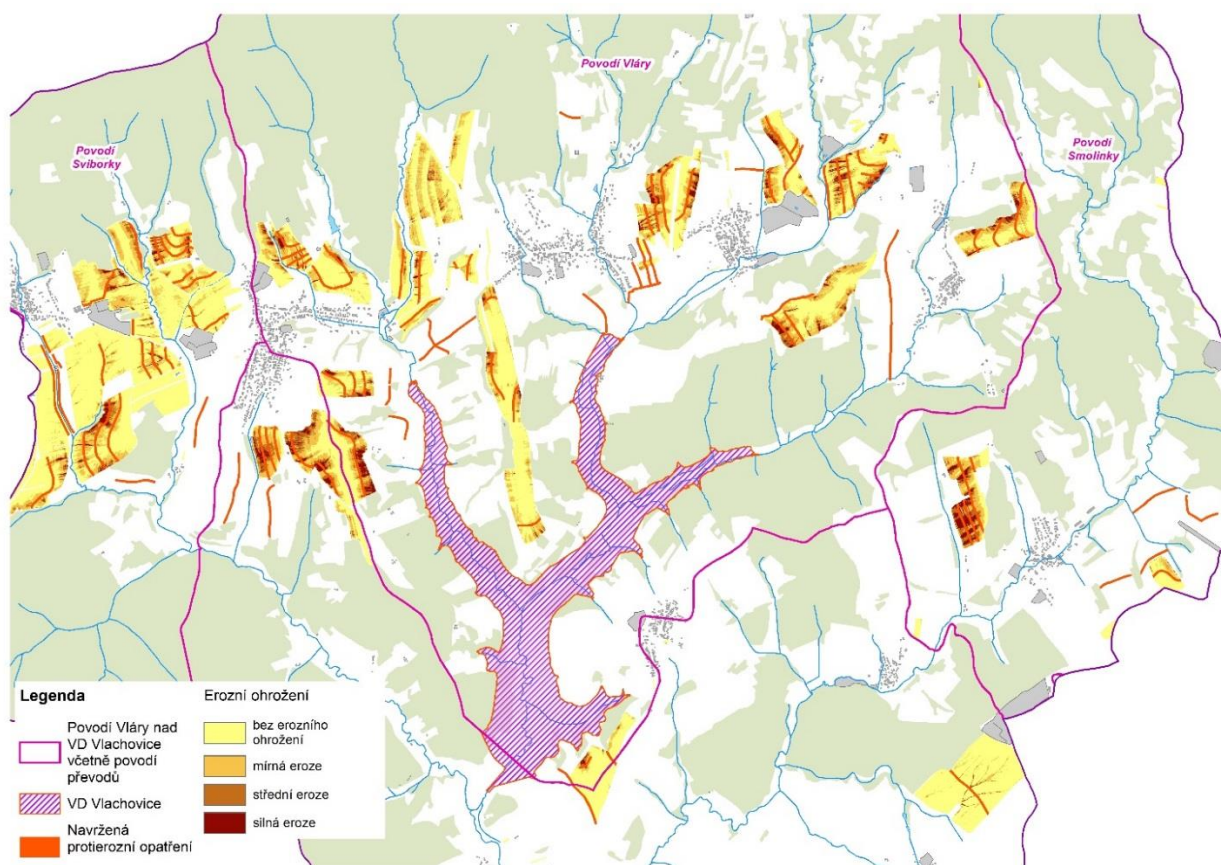 Povodí Vláry
Povodí
Sviborky
Povodí
Smolinky
Legenda
Povodí Vláry nad
VD Vlachovice
včetně povodí
převodů
VD Vlachovice
Navržená
protierozní opatření
Erozní ohrožení
bez erozního
ohrožení
mírná eroze
střední eroze
silná eroze